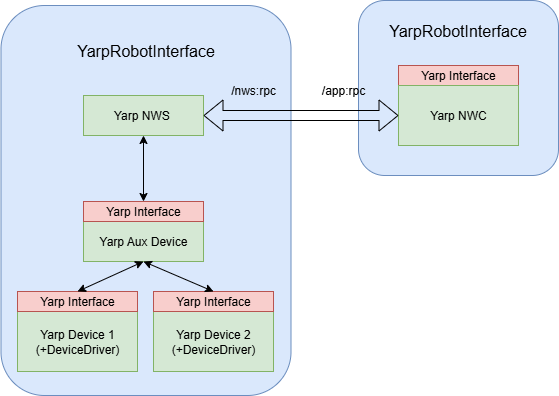 YarpRobotInterface
YarpRobotInterface
Yarp Interface
/nws:rpc
/app:rpc
Yarp NWS
Yarp NWC
Yarp Interface
Yarp Aux Device
Yarp Interface
Yarp Interface
Yarp Device 1
(+DeviceDriver)
Yarp Device 2
(+DeviceDriver)